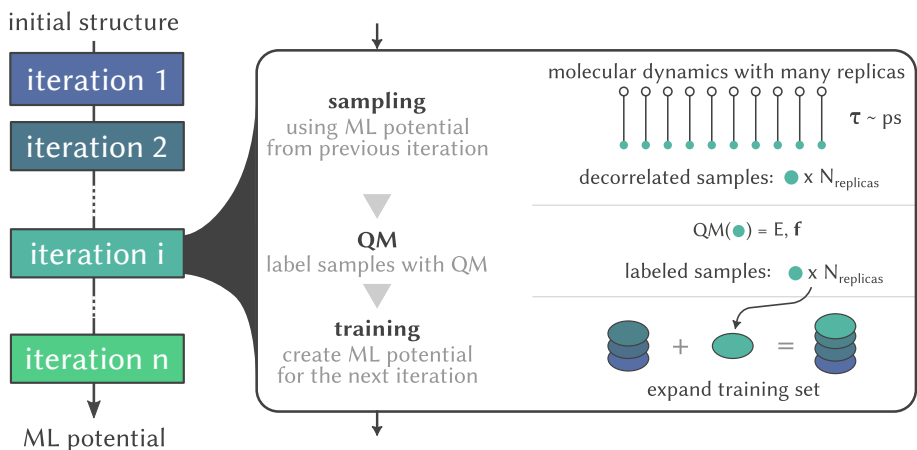 initial structure
iteration 1
iteration 2
iteration i
iteration n
ML potential
sampling
using ML potential
from previous iteration
QM
label samples with QM
training
create ML potential
for the next iteration
molecular dynamics with many replicas
τ ~ ps
decorrelated samples: x Nreplicas
QM( ) = E, f
labeled samples: x Nreplicas
+ =
expand training set